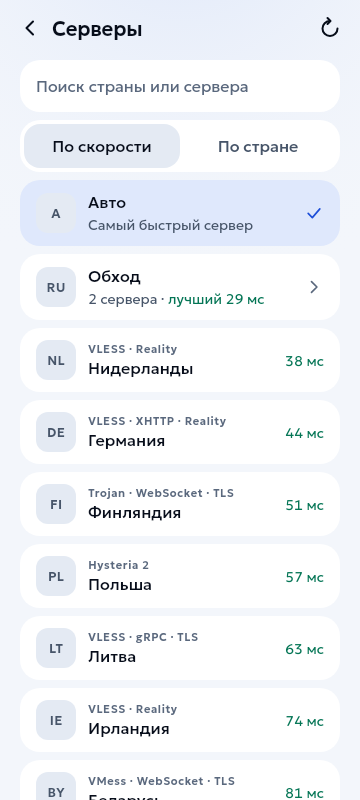 Серверы
Поиск страны или сервера
По скорости
По стране
A
Авто
Самый быстрый сервер
RU
Обход
2 сервера · лучший 29 мс
NL
VLESS · Reality
Нидерланды
38 мс
DE
VLESS · XHTTP · Reality
Германия
44 мс
FI
Trojan · WebSocket · TLS
Финляндия
51 мс
PL
Hysteria 2
Польша
57 мс
LT
VLESS · gRPC · TLS
Литва
63 мс
IE
VLESS · Reality
Ирландия
74 мс
BY
VMess · WebSocket · TLS
Беларусь
81 мс